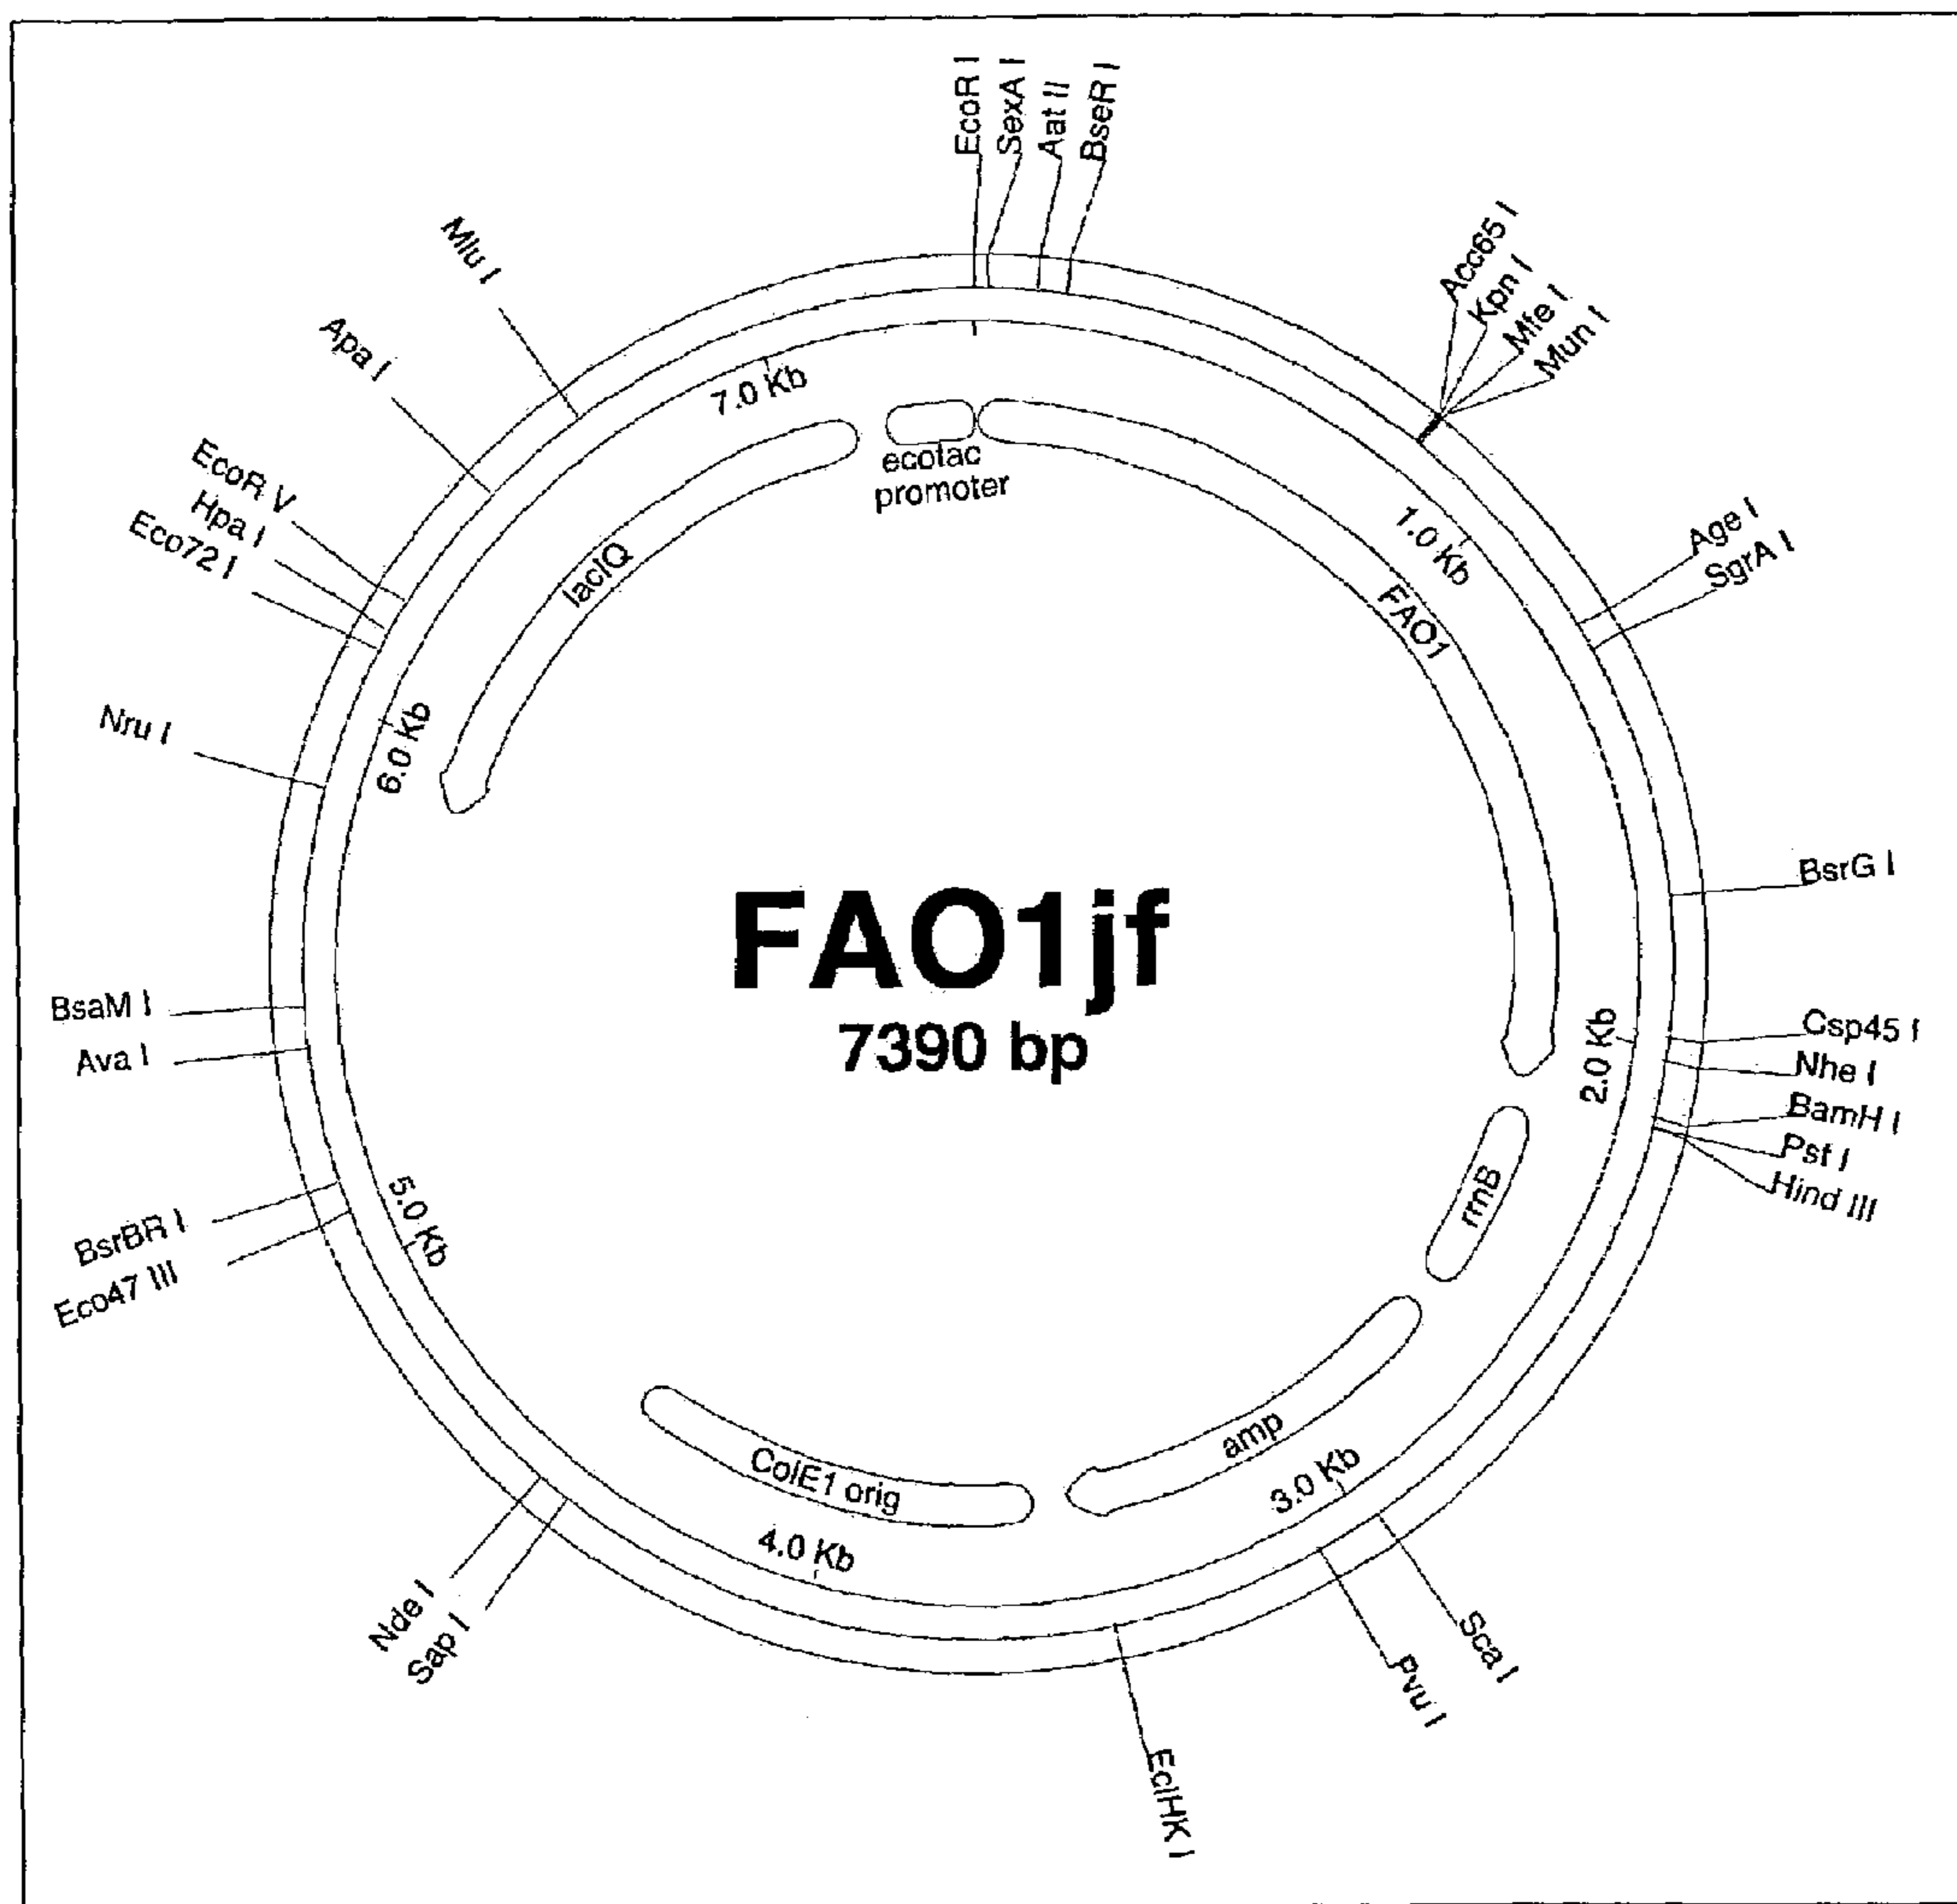 EcoR I
SexA I
Aat II
BseR I
Acc65 I
Kpn I
Mfe I
Mun I
Age I
SgrA I
BsrG I
Csp45 I
Nhe I
BamH I
Pst I
Hind III
Sca I
Pvu I
EclHK I
Sap I
Nde I
Eco47 III
BsrBR I
Ava I
BsaM I
Nru I
Eco72 I
Hpa I
EcoR V
Apa I
Mlu I
7.0 Kb
1.0 Kb
2.0 Kb
3.0 Kb
4.0 Kb
5.0 Kb
6.0 Kb
ecotac
promoter
lacIQ
FAO1
rrnB
amp
ColE1 orig
FAO1jf
7390 bp